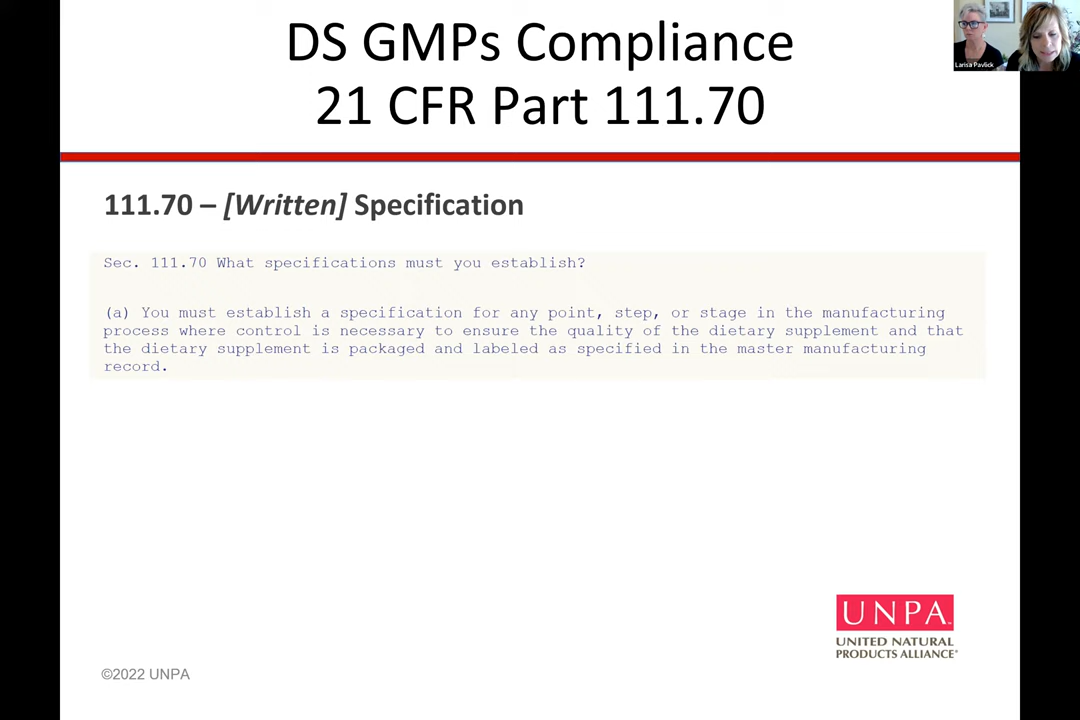 DS GMPs Compliance
21 CFR Part 111.70
Larisa Pavlick
111.70 – [Written] Specification
Sec. 111.70 What specifications must you establish?
(a) You must establish a specification for any point, step, or stage in the manufacturing
process where control is necessary to ensure the quality of the dietary supplement and that
the dietary supplement is packaged and labeled as specified in the master manufacturing
record.
UNPA™
UNITED NATURAL
PRODUCTS ALLIANCE®
©2022 UNPA